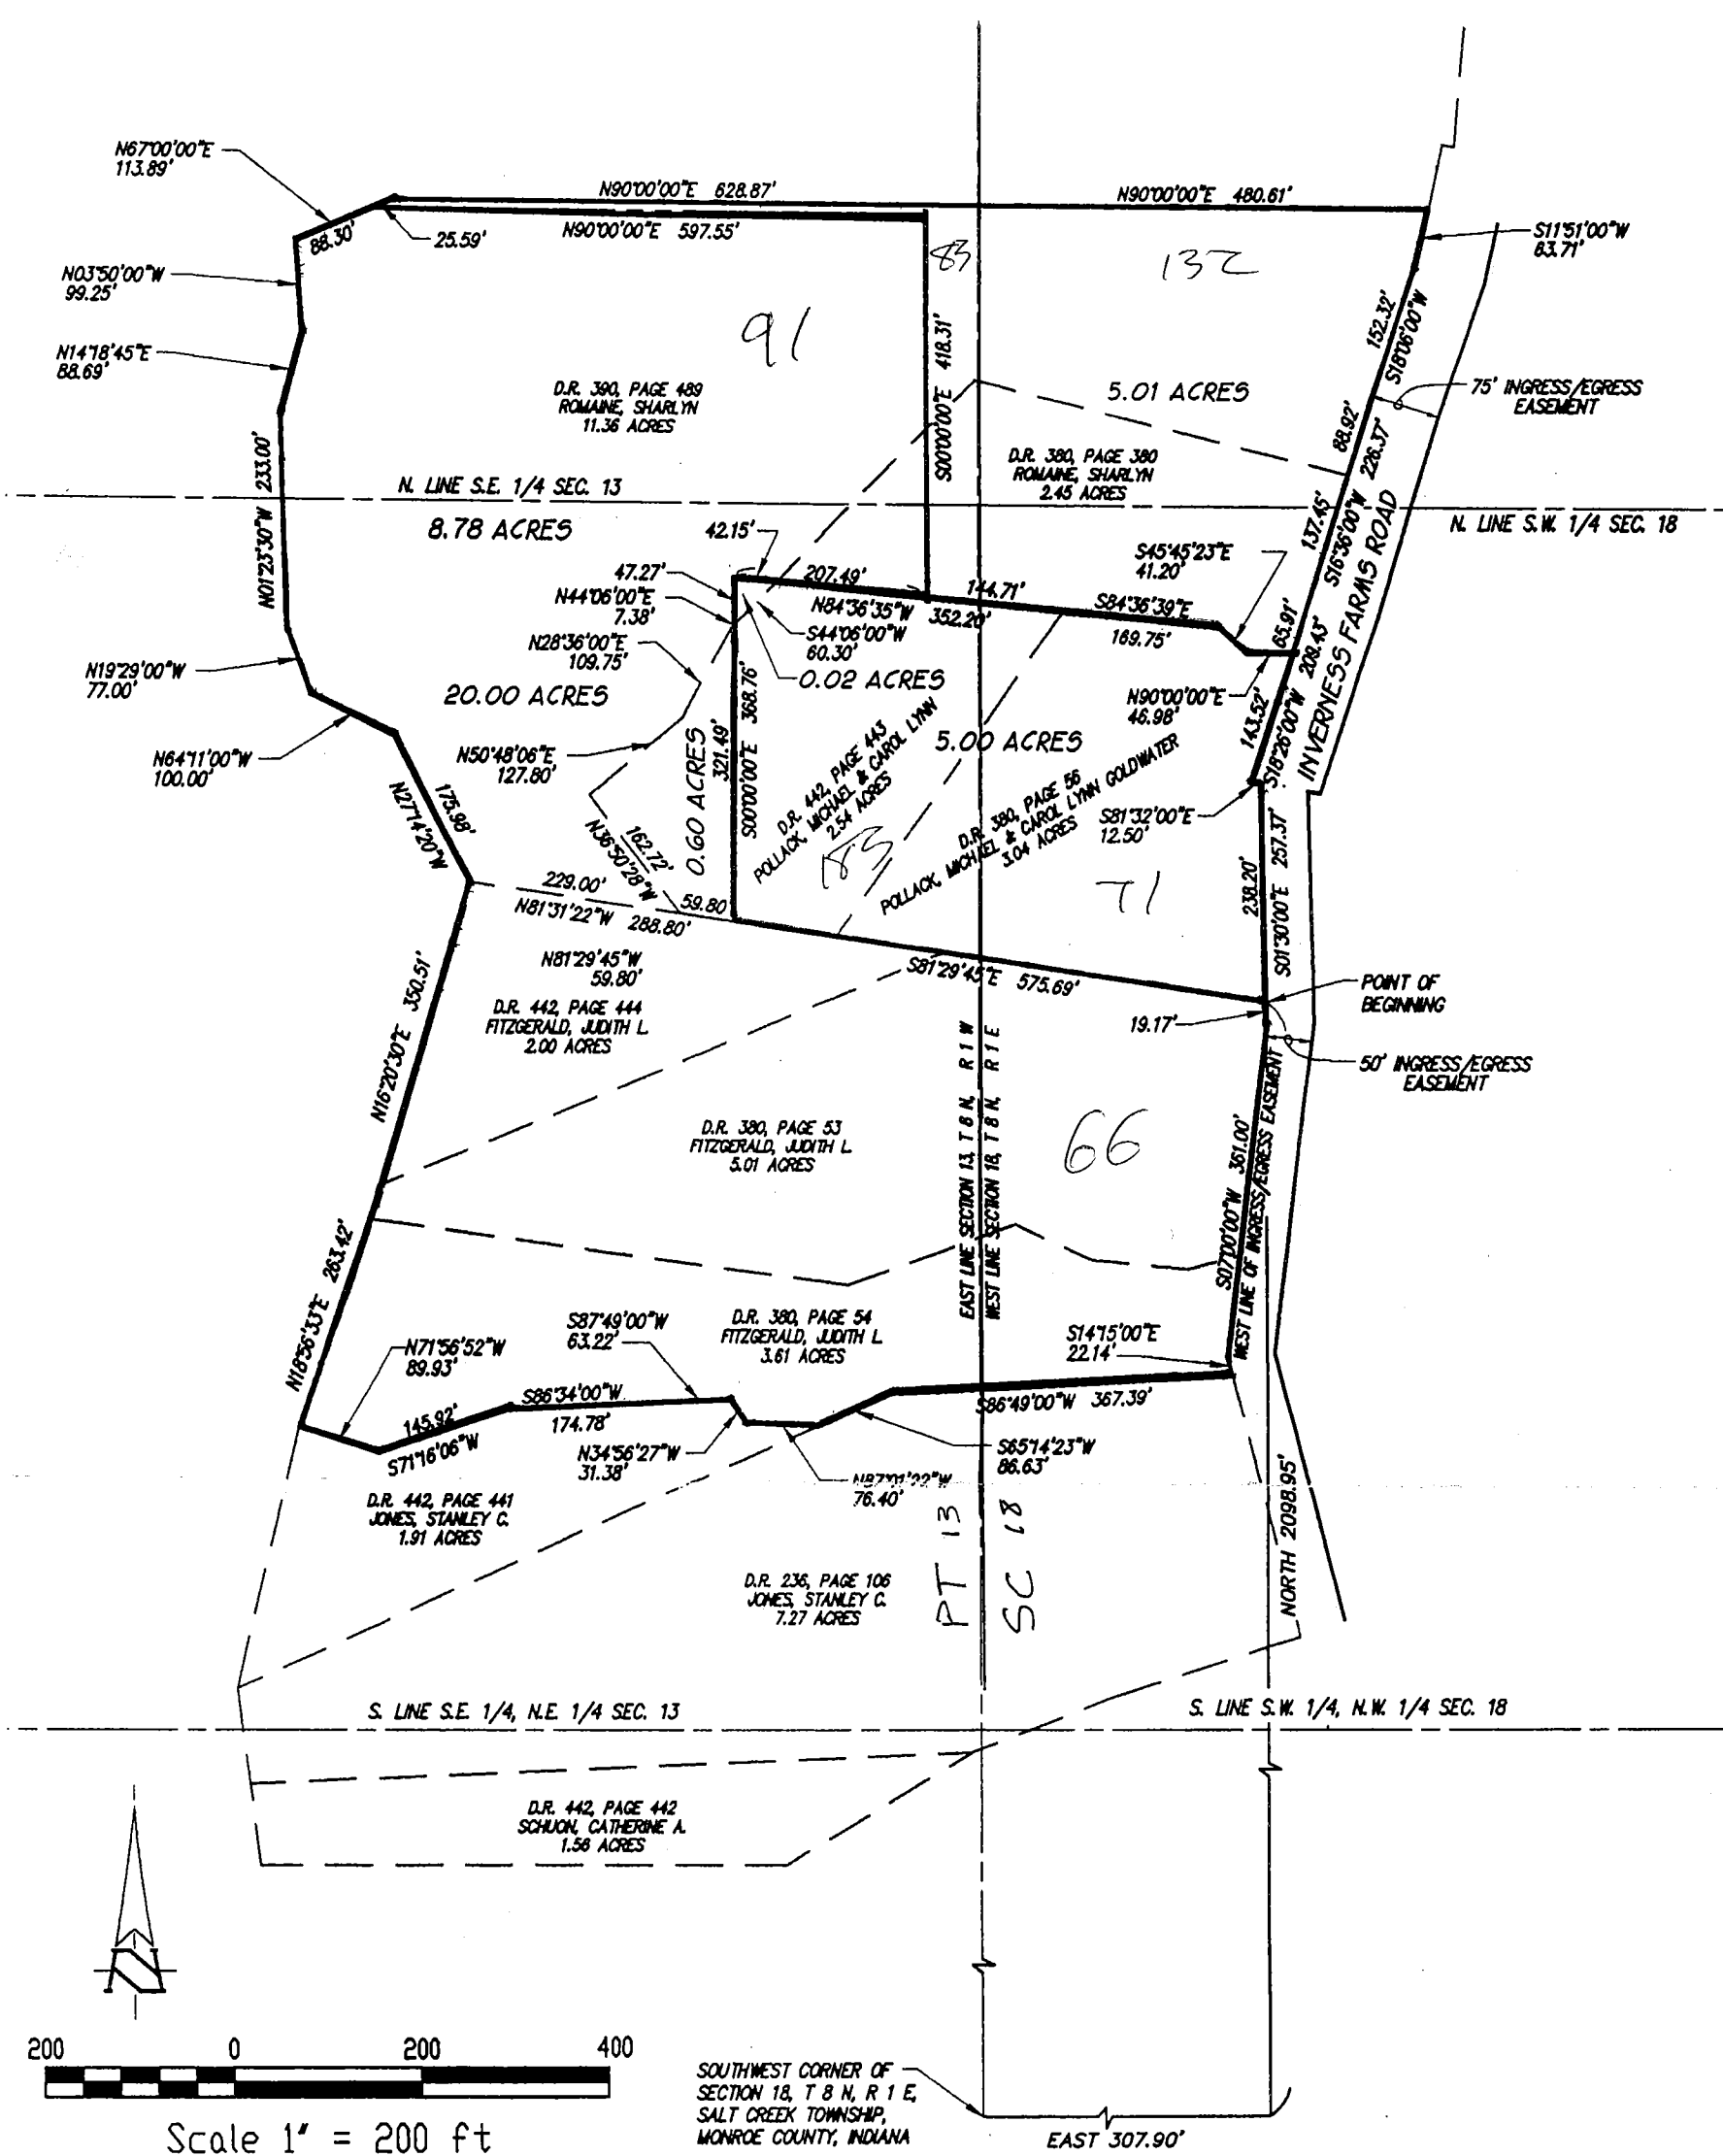 N67°00'00"E
113.89'
N90°00'00"E 628.87'
N90°00'00"E 480.61'
88.30'
25.59'
N90°00'00"E 597.55'
S11°51'00"W
83.71'
N03°50'00"W
99.25'
83
132
N14°18'45"E
88.69'
91
S00°00'00"E 418.31'
152.32'
S18°06'00"W
75' INGRESS/EGRESS
EASEMENT
D.R. 390, PAGE 489
ROMAINE, SHARLYN
11.36 ACRES
5.01 ACRES
D.R. 380, PAGE 380
ROMAINE, SHARLYN
2.45 ACRES
88.92'
226.37'
N01°23'30"W 233.00'
N. LINE S.E. 1/4 SEC. 13
N. LINE S.W. 1/4 SEC. 18
8.78 ACRES
42.15'
137.45'
S16°36'00"W
S45°45'23"E
41.20'
47.27'
207.49'
N84°36'35"W
144.71'
352.20'
S84°36'39"E
169.75'
N44°06'00"E
7.38'
S44°06'00"W
60.30'
65.91'
209.43'
N28°36'00"E
109.75'
0.02 ACRES
N19°29'00"W
77.00'
20.00 ACRES
N90°00'00"E
46.98'
INVERNESS FARMS ROAD
N64°11'00"W
100.00'
N50°48'06"E
127.80'
0.60 ACRES
321.49'
S00°00'00"E 368.76'
5.00 ACRES
143.52'
S18°26'00"W
D.R. 442, PAGE 443
POLLACK, MICHAEL & CAROL LYNN
2.54 ACRES
D.R. 380, PAGE 56
POLLACK, MICHAEL & CAROL LYNN GOLDWATER
3.04 ACRES
S81°32'00"E
12.50'
175.98'
N27°14'20"W
162.72'
N36°50'28"W
183
71
238.20'
S01°30'00"E 257.37'
229.00'
N81°31'22"W 288.80'
59.80
N81°29'45"W
59.80'
S81°29'45"E 575.69'
POINT OF
BEGINNING
19.17'
D.R. 442, PAGE 444
FITZGERALD, JUDITH L.
2.00 ACRES
50' INGRESS/EGRESS
EASEMENT
N16°20'30"E 350.51'
D.R. 380, PAGE 53
FITZGERALD, JUDITH L.
5.01 ACRES
EAST LINE SECTION 13, T 8 N, R 1 W
WEST LINE SECTION 18, T 8 N, R 1 E
66
S07°00'00"W 361.00'
WEST LINE OF INGRESS/EGRESS EASEMENT
N18°56'33"E 263.42'
N71°56'52"W
89.93'
S87°49'00"W
63.22'
D.R. 380, PAGE 54
FITZGERALD, JUDITH L.
3.61 ACRES
S14°15'00"E
22.14'
145.92'
S71°16'06"W
S86°34'00"W
174.78'
S86°49'00"W 367.39'
N34°56'27"W
31.38'
S65°14'23"W
86.63'
N87°01'22"W
76.40'
D.R. 442, PAGE 441
JONES, STANLEY C.
1.91 ACRES
PT 13
SC 18
NORTH 2098.95'
D.R. 236, PAGE 106
JONES, STANLEY C.
7.27 ACRES
S. LINE S.E. 1/4, N.E. 1/4 SEC. 13
S. LINE S.W. 1/4, N.W. 1/4 SEC. 18
D.R. 442, PAGE 442
SCHUON, CATHERINE A.
1.56 ACRES
N
200 0 200 400
Scale 1" = 200 ft
SOUTHWEST CORNER OF
SECTION 18, T 8 N, R 1 E,
SALT CREEK TOWNSHIP,
MONROE COUNTY, INDIANA
EAST 307.90'